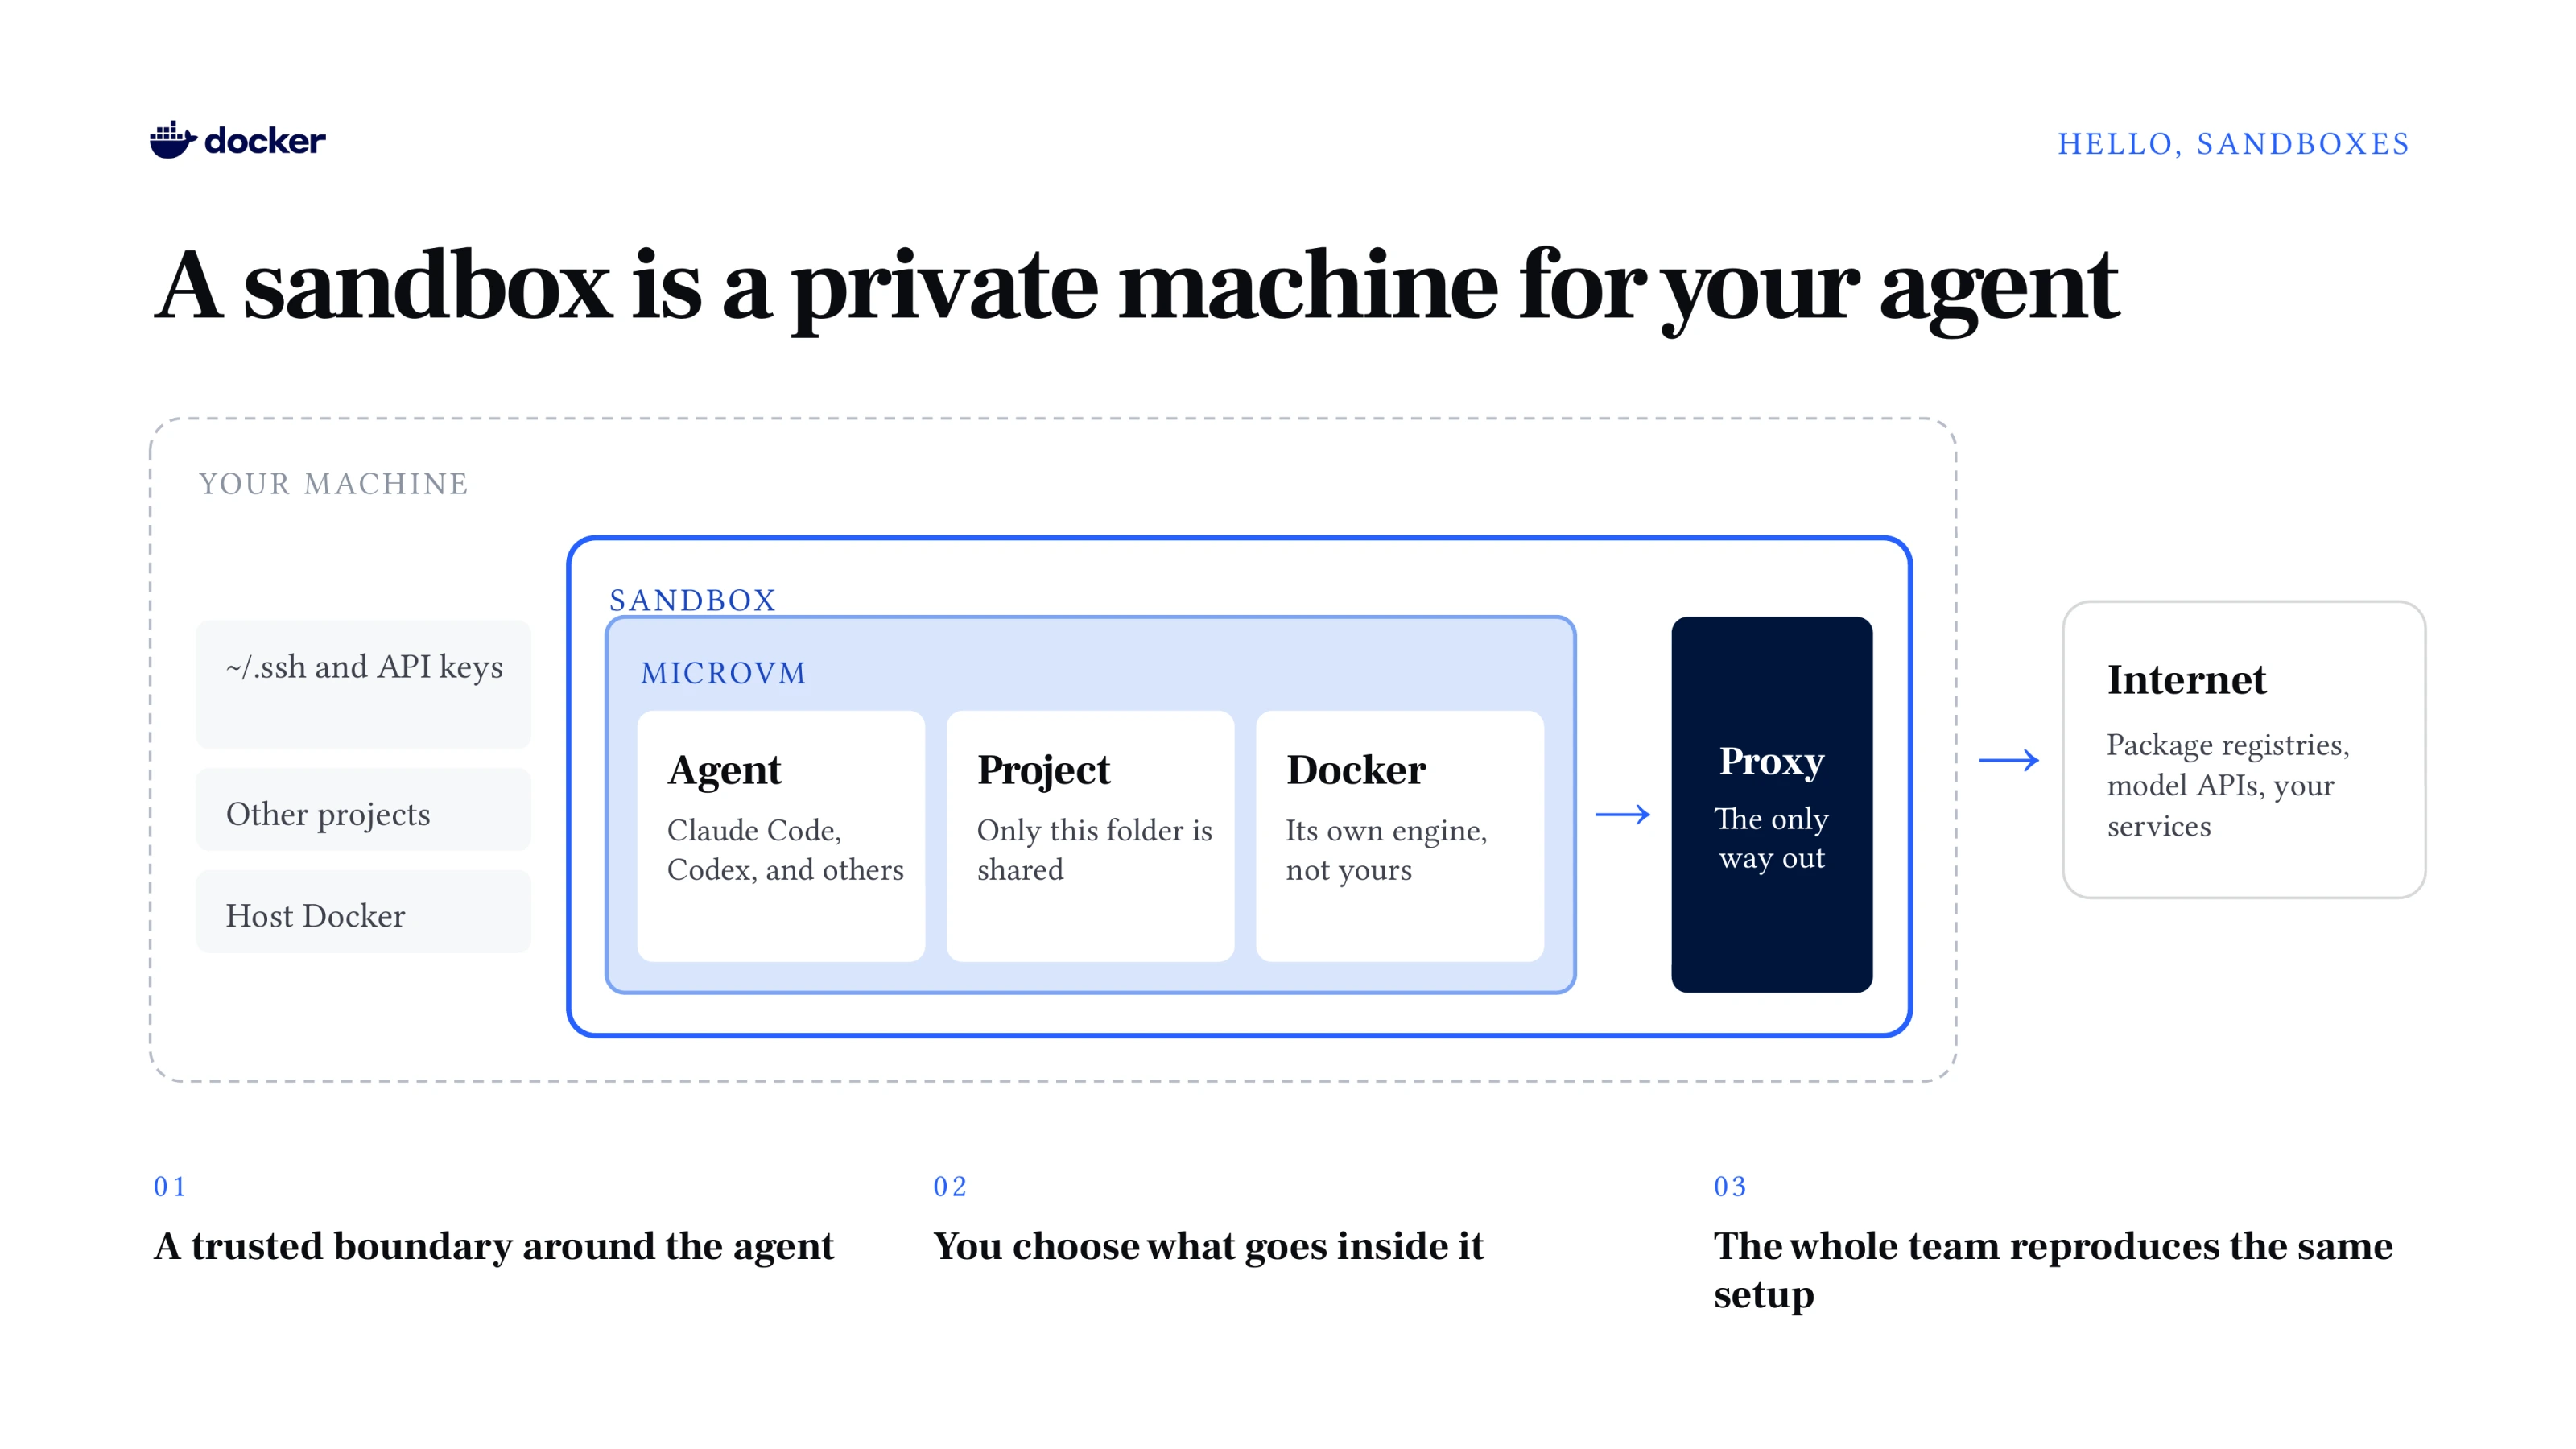 docker
HELLO, SANDBOXES
A sandbox is a private machine for your agent
YOUR MACHINE
~/.ssh and API keys
Other projects
Host Docker
SANDBOX
MICROVM
Agent
Claude Code,
Codex, and others
Project
Only this folder is
shared
Docker
Its own engine,
not yours
Proxy
The only
way out
Internet
Package registries,
model APIs, your
services
01
A trusted boundary around the agent
02
You choose what goes inside it
03
The whole team reproduces the same
setup